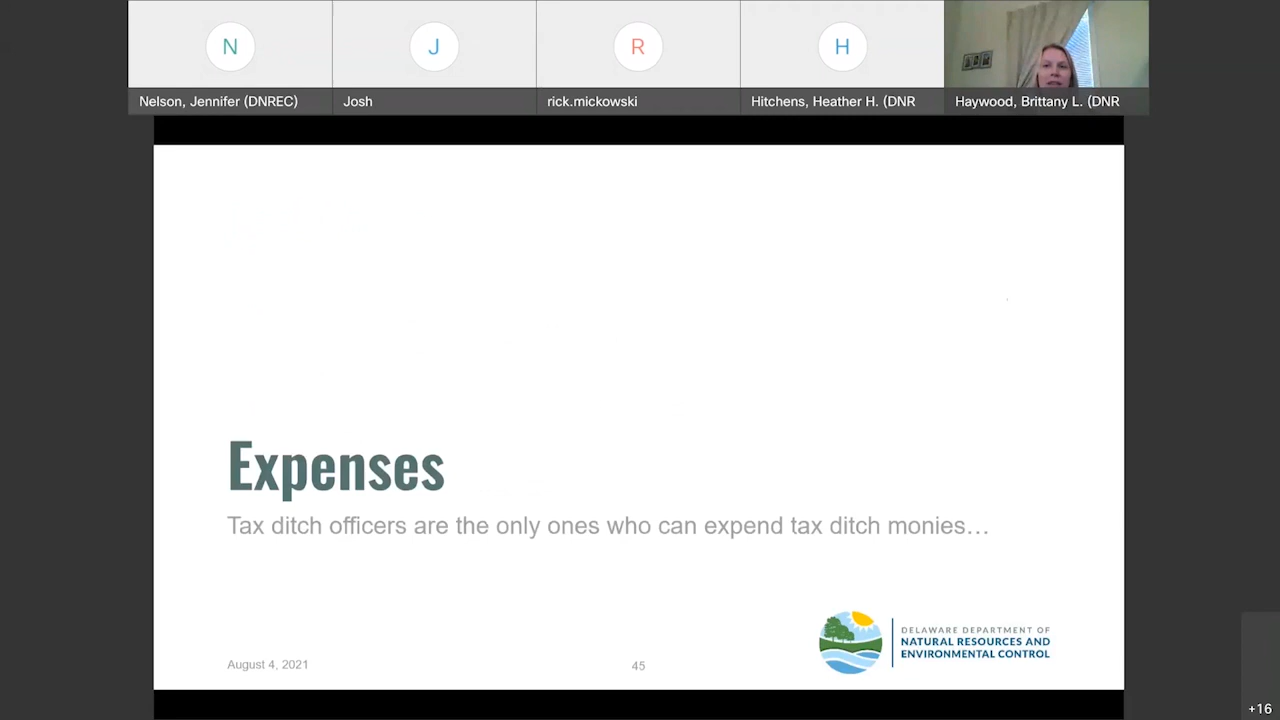 N
J
R
H
Nelson, Jennifer (DNREC)
Josh
rick.mickowski
Hitchens, Heather H. (DNR
Haywood, Brittany L. (DNR
Expenses
Tax ditch officers are the only ones who can expend tax ditch monies…
DELAWARE DEPARTMENT OF
NATURAL RESOURCES AND
ENVIRONMENTAL CONTROL
August 4, 2021
45
+16